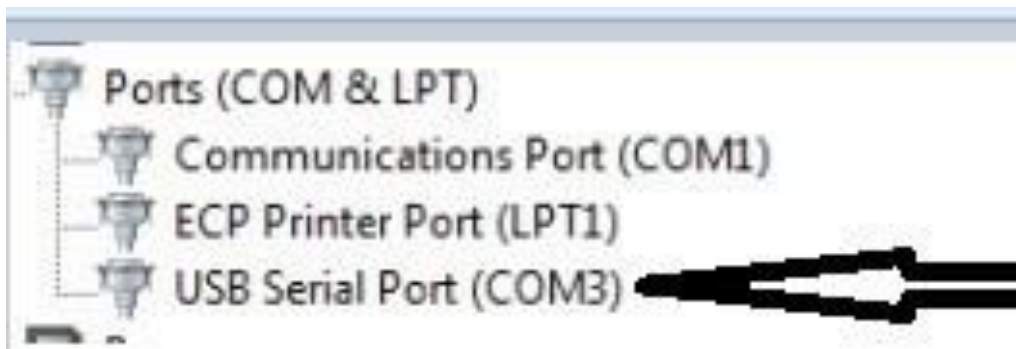 Ports (COM & LPT)
Communications Port (COM1)
ECP Printer Port (LPT1)
USB Serial Port (COM3)